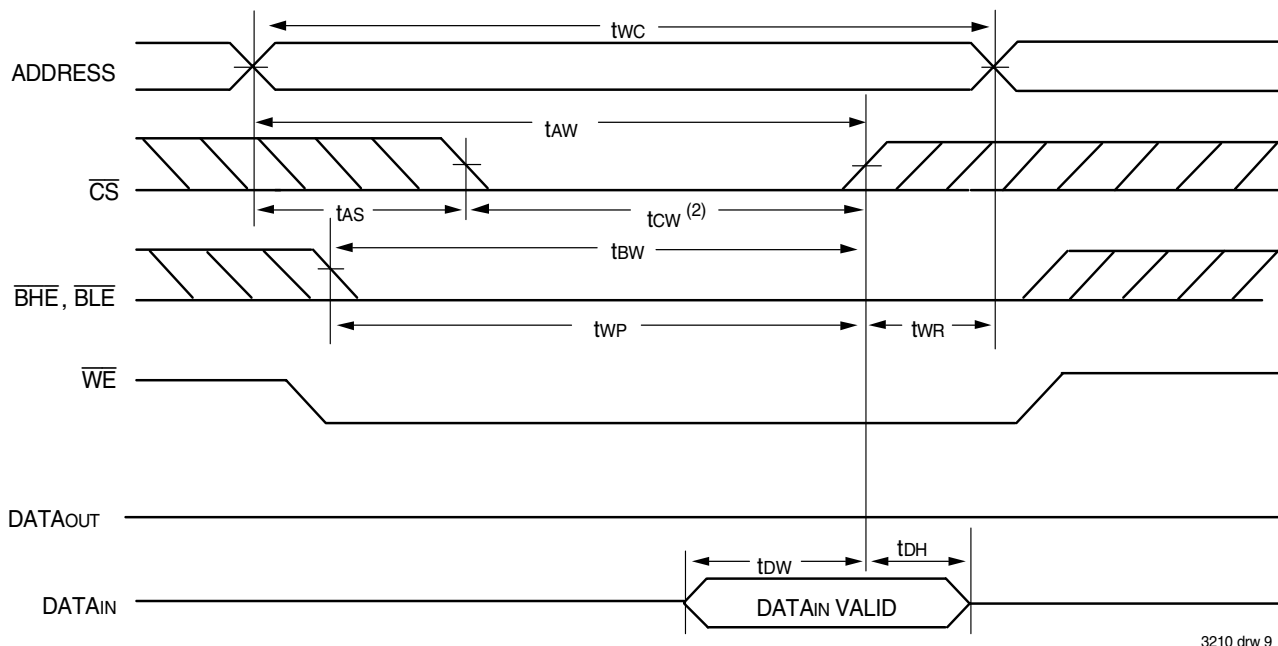 tWC
ADDRESS
tAW
CS
tAS
tCW (2)
tBW
BHE, BLE
tWP
tWR
WE
DATAOUT
tDW
tDH
DATAIN
DATAIN VALID
3210 drw 9